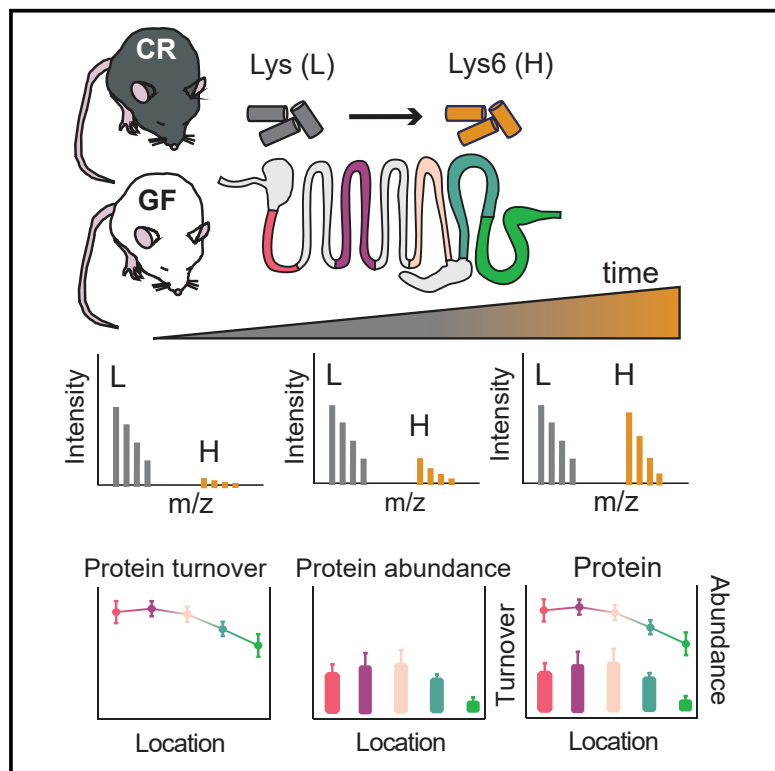 CR
Lys (L)
Lys6 (H)
GF
time
L
H
Intensity
m/z
L
H
Intensity
m/z
L
H
Intensity
m/z
Protein turnover
Location
Protein abundance
Location
Protein
Turnover
Abundance
Location